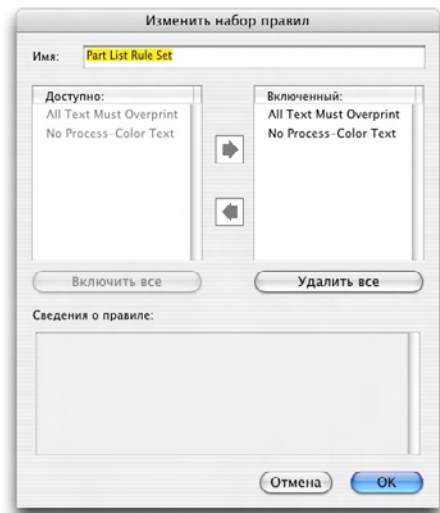 Изменить набор правил
Имя: Part List Rule Set
Доступно:
All Text Must Overprint
No Process-Color Text
Включенный:
All Text Must Overprint
No Process-Color Text
Включить все
Удалить все
Сведения о правиле:
Отмена
OK